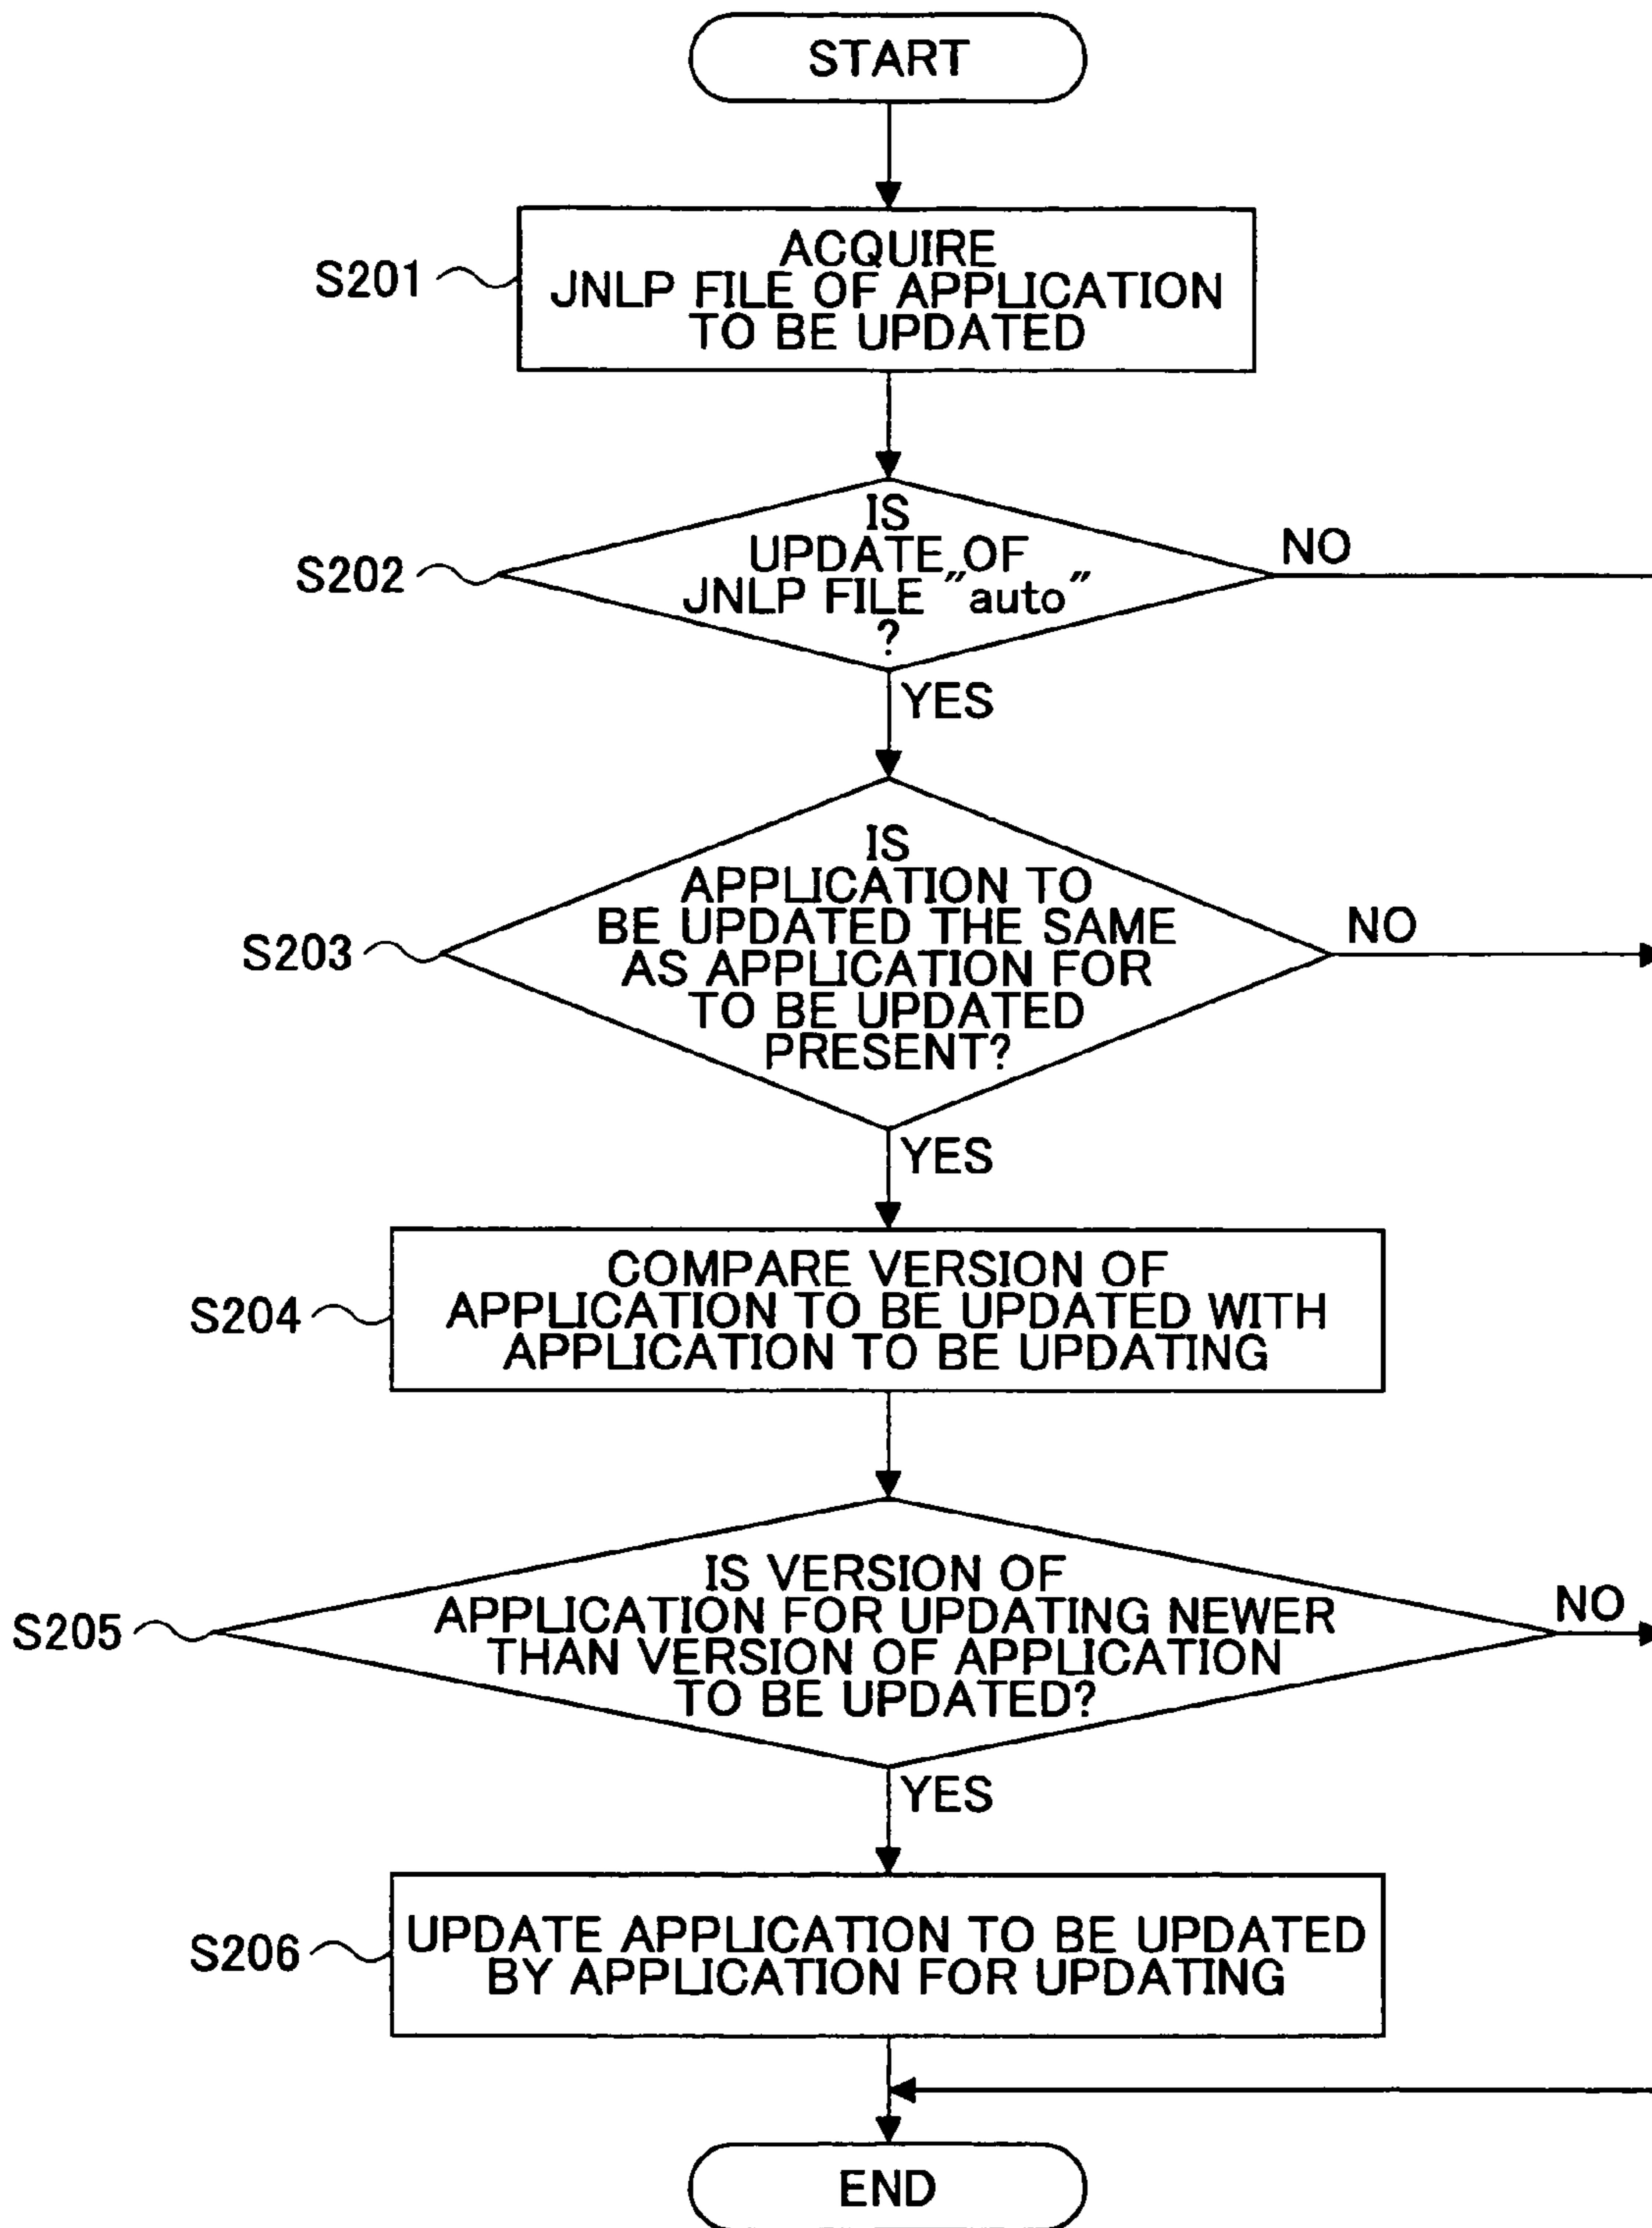 START
S201
ACQUIRE
JNLP FILE OF APPLICATION
TO BE UPDATED
S202
IS
UPDATE OF
JNLP FILE "auto"
?
NO
YES
S203
IS
APPLICATION TO
BE UPDATED THE SAME
AS APPLICATION FOR
TO BE UPDATED
PRESENT?
NO
YES
S204
COMPARE VERSION OF
APPLICATION TO BE UPDATED WITH
APPLICATION TO BE UPDATING
S205
IS VERSION OF
APPLICATION FOR UPDATING NEWER
THAN VERSION OF APPLICATION
TO BE UPDATED?
NO
YES
S206
UPDATE APPLICATION TO BE UPDATED
BY APPLICATION FOR UPDATING
END